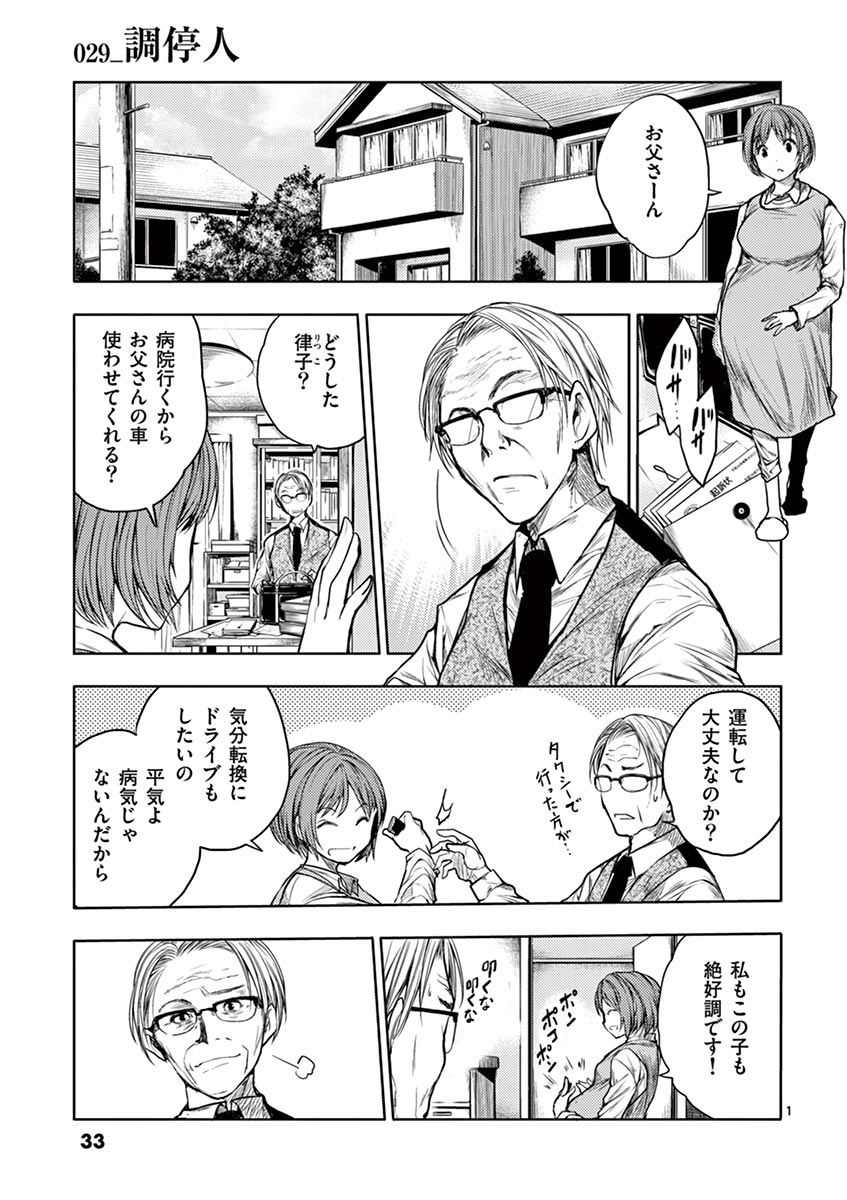 029_調停人
お父さーん
バサ
バサ
起訴状
どうした
律子?
りつこ
病院行くから
お父さんの車
使わせてくれる?
運転して
大丈夫なのか?
タクシーで
行った方が…
気分転換に
ドライブも
したいの
平気よ
病気じゃ
ないんだから
私もこの子も
絶好調です!
ポン
ポコ
ポン
叩くな
叩くな
1
33